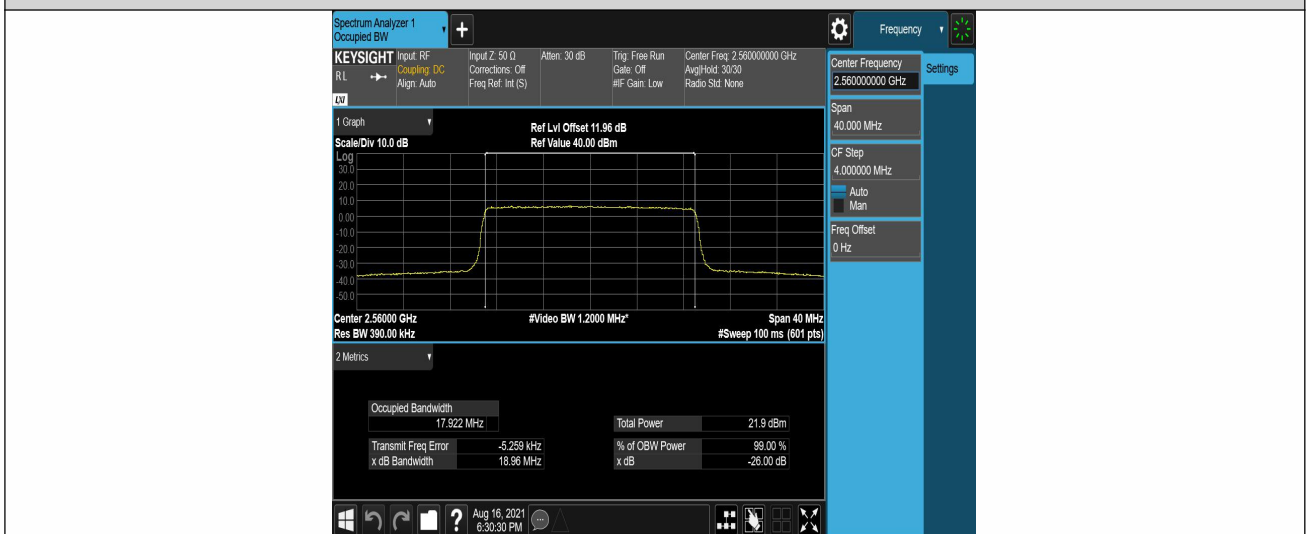 Spectrum Analyzer 1
Occupied BW
Frequency
KEYSIGHT
R L
LXI
Input: RF
Coupling: DC
Align: Auto
Input Z: 50 Ω
Corrections: Off
Freq Ref: Int (S)
Atten: 30 dB
Trig: Free Run
Gate: Off
#IF Gain: Low
Center Freq: 2.560000000 GHz
Avg|Hold: 30/30
Radio Std: None
Center Frequency
2.560000000 GHz
Settings
Span
40.000 MHz
CF Step
4.000000 MHz
Auto
Man
Freq Offset
0 Hz
1 Graph
Scale/Div 10.0 dB
Ref Lvl Offset 11.96 dB
Ref Value 40.00 dBm
Log
30.0
20.0
10.0
0.00
-10.0
-20.0
-30.0
-40.0
-50.0
Center 2.56000 GHz
Res BW 390.00 kHz
#Video BW 1.2000 MHz*
Span 40 MHz
#Sweep 100 ms (601 pts)
2 Metrics
Occupied Bandwidth
17.922 MHz
Transmit Freq Error -5.259 kHz
x dB Bandwidth 18.96 MHz
Total Power 21.9 dBm
% of OBW Power 99.00 %
x dB -26.00 dB
?
Aug 16, 2021
6:30:30 PM